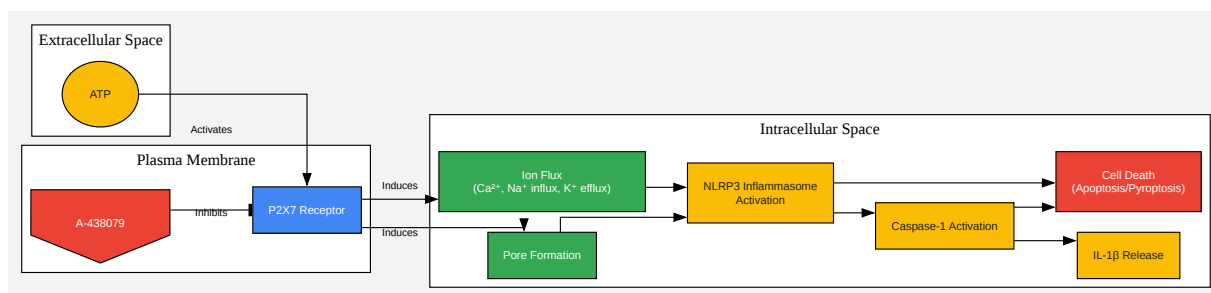 Extracellular Space
ATP
Activates
Plasma Membrane
A-438079
Inhibits
P2X7 Receptor
Induces
Induces
Intracellular Space
Ion Flux
(Ca²⁺, Na⁺ influx, K⁺ efflux)
Pore Formation
NLRP3 Inflammasome
Activation
Caspase-1 Activation
Cell Death
(Apoptosis/Pyroptosis)
IL-1β Release